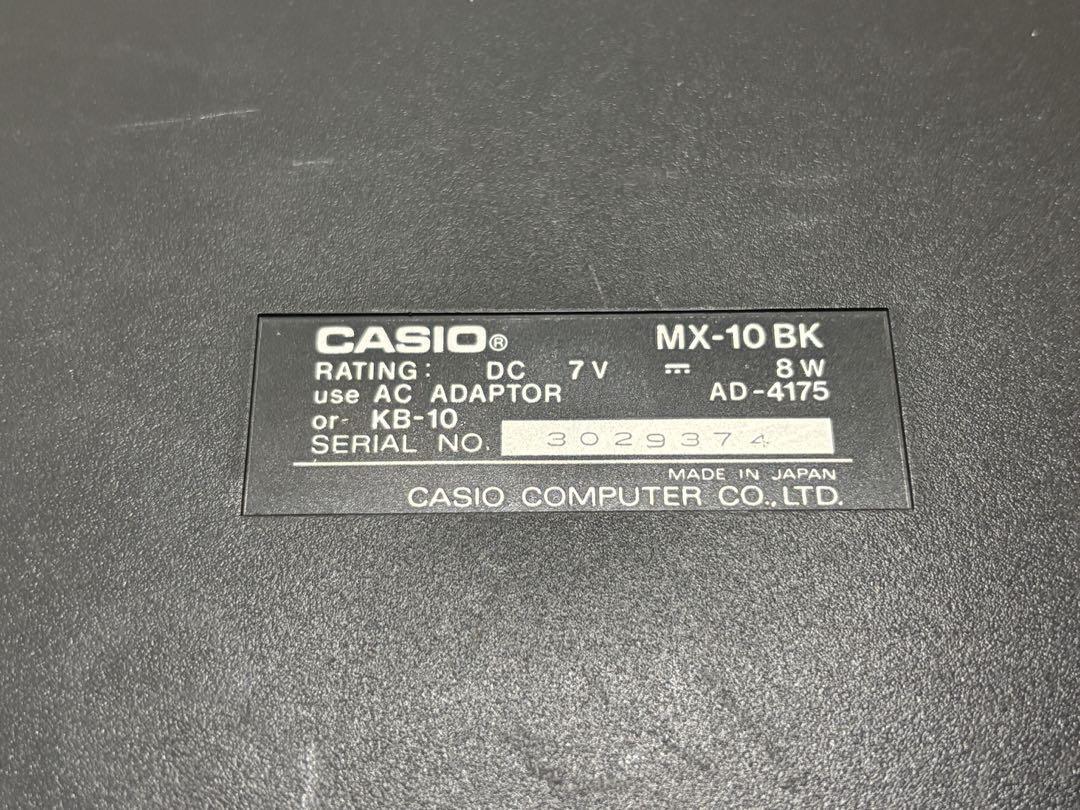 CASIO® MX-10 BK
RATING: DC 7V ⎓ 8W
use AC ADAPTOR AD-4175
or KB-10
SERIAL NO. 3029374
MADE IN JAPAN
CASIO COMPUTER CO., LTD.